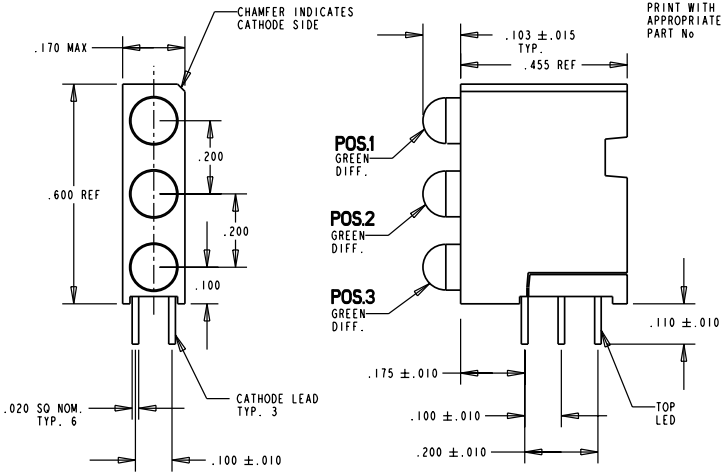 CHAMFER INDICATES
CATHODE SIDE
PRINT WITH
APPROPRIATE
PART No
.170 MAX
.103 ±.015
TYP.
.455 REF
POS.1
GREEN
DIFF.
.200
.600 REF
POS.2
GREEN
DIFF.
.200
.100
POS.3
GREEN
DIFF.
.110 ±.010
.175 ±.010
CATHODE LEAD
TYP. 3
.020 SQ NOM.
TYP. 6
.100 ±.010
TOP
LED
.200 ±.010
.100 ±.010